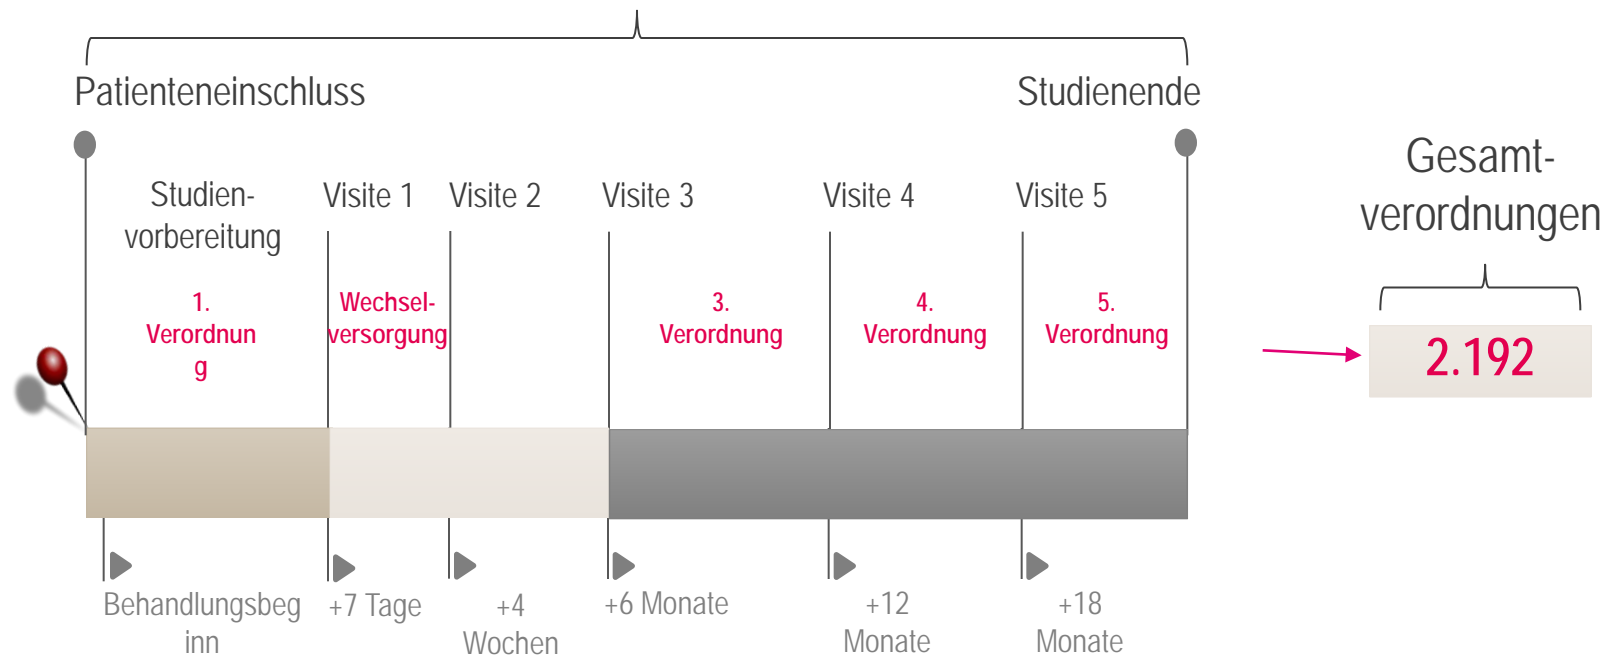 Patienteneinschluss
Studienende
Studien-
vorbereitung
Visite 1
Visite 2
Visite 3
Visite 4
Visite 5
Gesamt-
verordnungen
1.
Verordnun
g
Wechsel-
versorgung
3.
Verordnung
4.
Verordnung
5.
Verordnung
2.192
Behandlungsbeg
inn
+7 Tage
+4
Wochen
+6 Monate
+12
Monate
+18
Monate